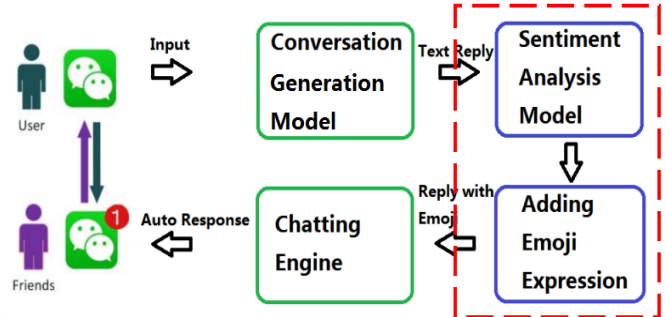 Input
Conversation
Generation
Model
Text Reply
Sentiment
Analysis
Model
User
Friends
1
Auto Response
Chatting
Engine
Reply with
Emoji
Adding
Emoji
Expression